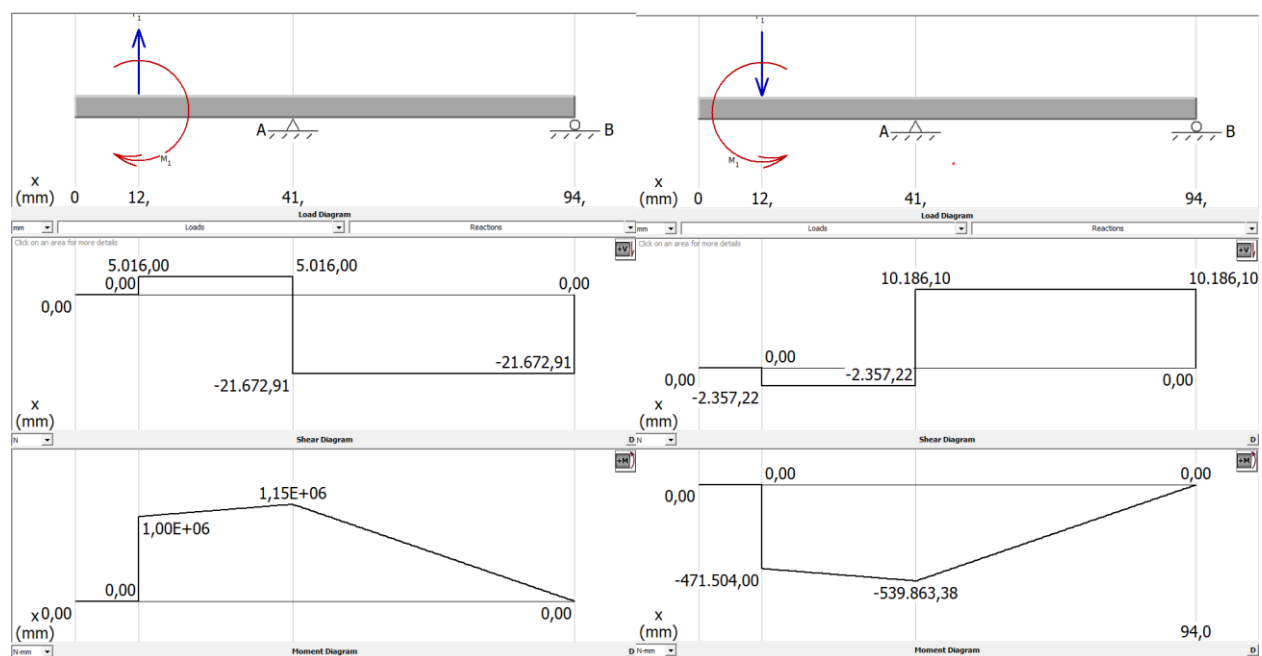 A
B
M1
x
(mm)
0
12,
41,
94,
Load Diagram
mm
Loads
Reactions
Click on an area for more details
+V
5.016,00
5.016,00
0,00
0,00
0,00
-21.672,91
-21.672,91
x
(mm)
N
Shear Diagram
D
+M
1,15E+06
1,00E+06
0,00
0,00
0,00
x
(mm)
N-mm
Moment Diagram
D
A
B
M1
x
(mm)
0
12,
41,
94,
Load Diagram
mm
Loads
Reactions
Click on an area for more details
+V
10.186,10
10.186,10
0,00
0,00
-2.357,22
-2.357,22
0,00
x
(mm)
N
Shear Diagram
D
+M
0,00
0,00
0,00
-471.504,00
-539.863,38
x
(mm)
94,0
N-mm
Moment Diagram
D